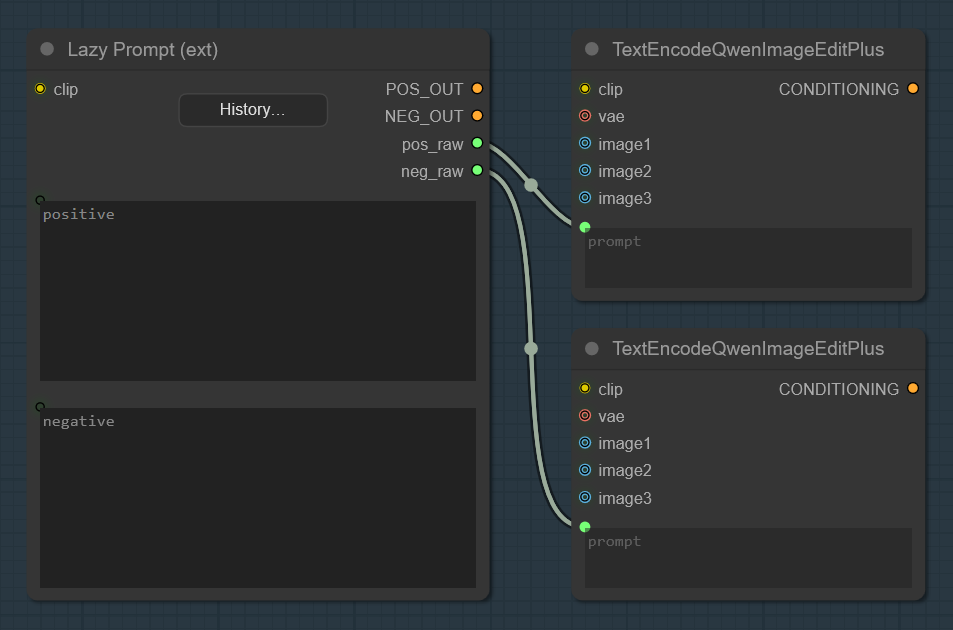 Lazy Prompt (ext)
clip
History...
POS_OUT
NEG_OUT
pos_raw
neg_raw
positive
negative
TextEncodeQwenImageEditPlus
clip
CONDITIONING
vae
image1
image2
image3
prompt
TextEncodeQwenImageEditPlus
clip
CONDITIONING
vae
image1
image2
image3
prompt